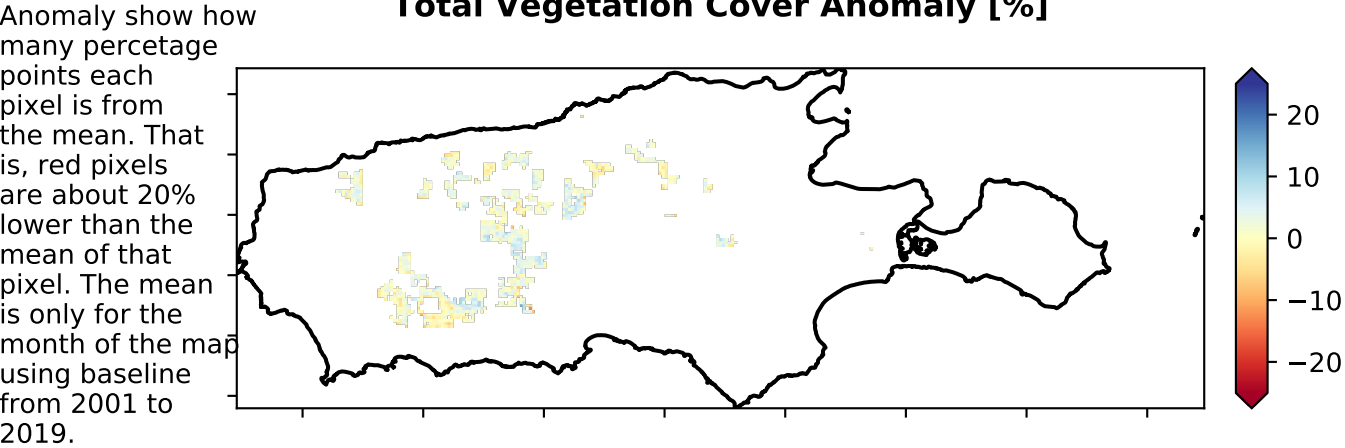 Total Vegetation Cover Anomaly [%]
Anomaly show how
many percetage
points each
pixel is from
the mean. That
is, red pixels
are about 20%
lower than the
mean of that
pixel. The mean
is only for the
month of the map
using baseline
from 2001 to
2019.
20
10
0
−10
−20